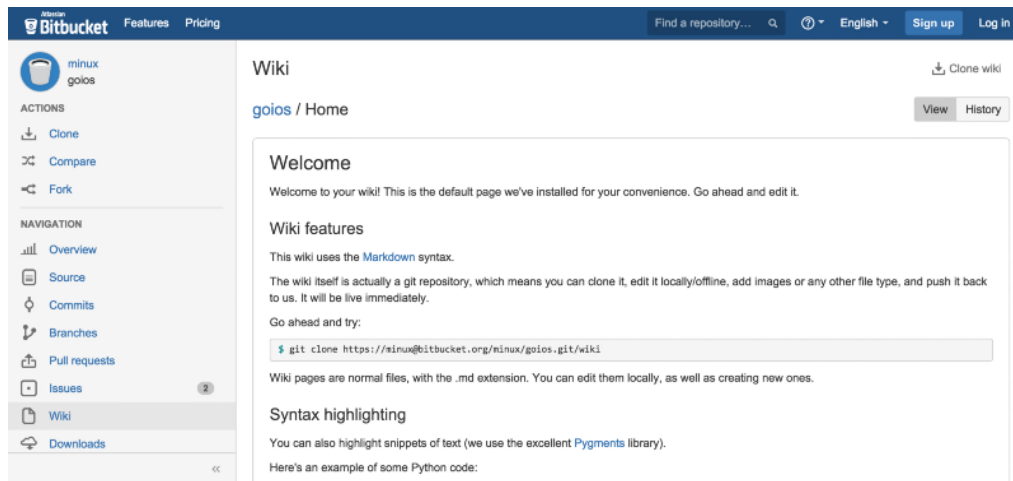 Atlassian
Bitbucket Features Pricing Find a repository... English Sign up Log in
minux
goios
ACTIONS
Clone
Compare
Fork
NAVIGATION
Overview
Source
Commits
Branches
Pull requests
Issues 2
Wiki
Downloads
Wiki
Clone wiki
goios / Home
View History
Welcome
Welcome to your wiki! This is the default page we've installed for your convenience. Go ahead and edit it.
Wiki features
This wiki uses the Markdown syntax.
The wiki itself is actually a git repository, which means you can clone it, edit it locally/offline, add images or any other file type, and push it back
to us. It will be live immediately.
Go ahead and try:
$ git clone https://minux@bitbucket.org/minux/goios.git/wiki
Wiki pages are normal files, with the .md extension. You can edit them locally, as well as creating new ones.
Syntax highlighting
You can also highlight snippets of text (we use the excellent Pygments library).
Here's an example of some Python code: